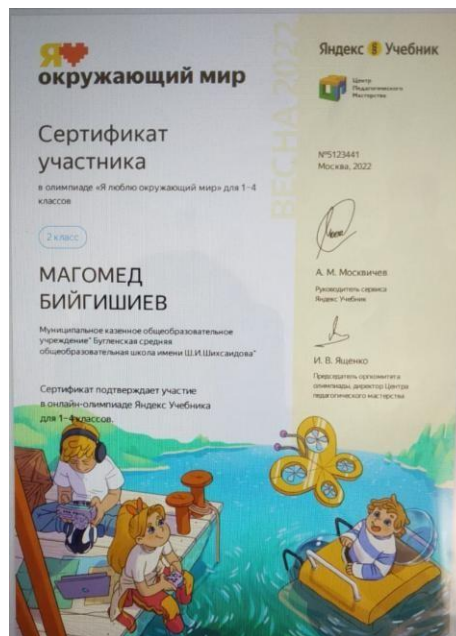 Я
окружающий мир
Сертификат
участника
в олимпиаде «Я люблю окружающий мир» для 1–4
классов
2 класс
МАГОМЕД
БИЙГИШИЕВ
Муниципальное казенное общеобразовательное
учреждение" Бугленская средняя
общеобразовательная школа имени Ш.И.Шихсаидова"
Сертификат подтверждает участие
в онлайн-олимпиаде Яндекс Учебника
для 1–4 классов.
ВЕСНА 2022
Яндекс Учебник
Центр
Педагогического
Мастерства
№5123441
Москва, 2022
А. М. Москвичев
Руководитель сервиса
Яндекс Учебник
И. В. Ященко
Председатель оргкомитета
олимпиады, директор Центра
педагогического мастерства